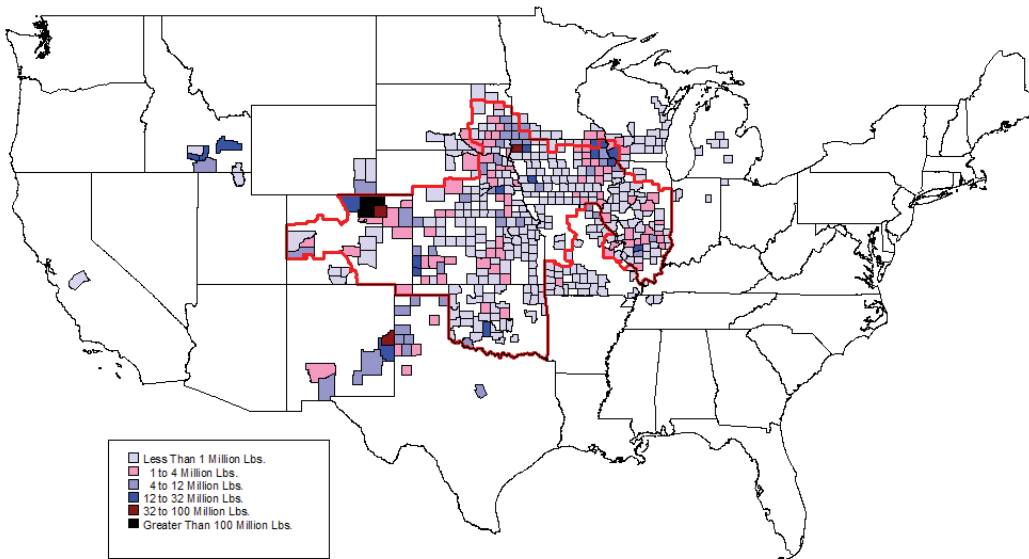 Less Than 1 Million Lbs.
1 to 4 Million Lbs.
4 to 12 Million Lbs.
12 to 32 Million Lbs.
32 to 100 Million Lbs.
Greater Than 100 Million Lbs.